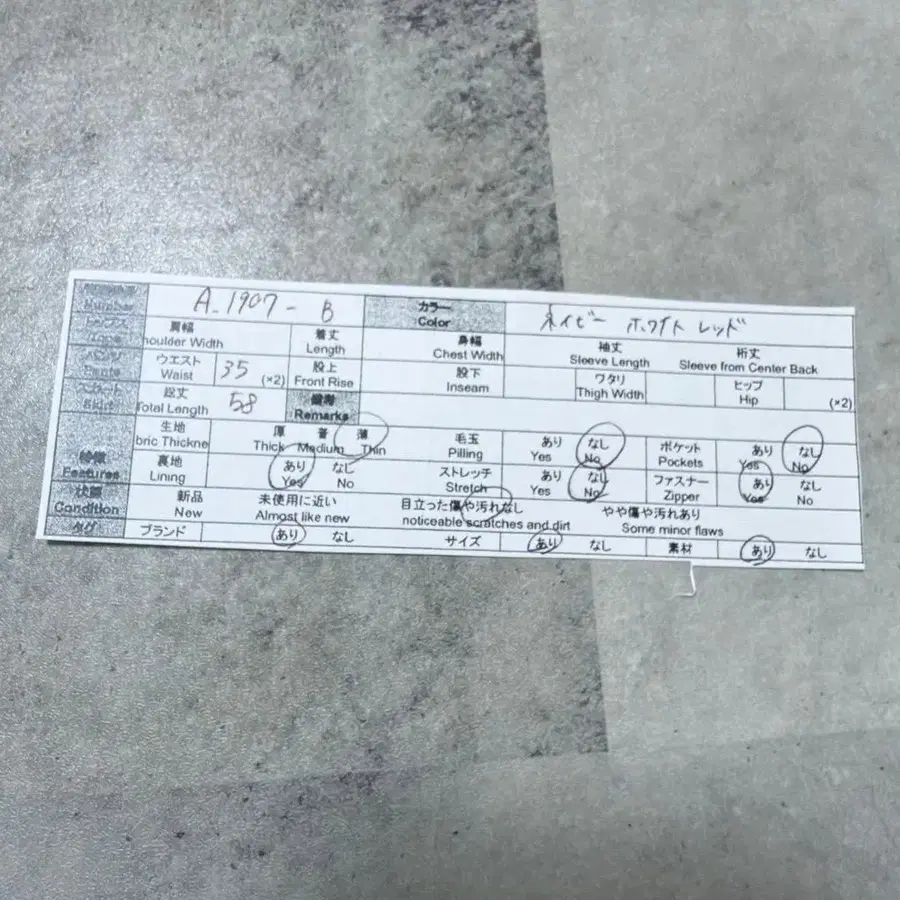 Number A-1907-B カラー Color ネイビー ホワイト レッド
トップス Tops 肩幅 houlder Width 着丈 Length 身幅 Chest Width 袖丈 Sleeve Length 裄丈 Sleeve from Center Back
パンツ Pants ウエスト Waist 35 (×2) 股上 Front Rise 股下 Inseam ワタリ Thigh Width ヒップ Hip (×2)
スカート Skirt 総丈 Total Length 58 備考 Remarks
特徴 Features 生地 bric Thickne 厚 Thick 普 Medium 薄 Thin 毛玉 Pilling あり Yes なし No ポケット Pockets あり Yes なし No
裏地 Lining あり Yes なし No ストレッチ Stretch あり Yes なし No ファスナー Zipper あり Yes なし No
状態 Condition 新品 New 未使用に近い Almost like new 目立った傷や汚れなし noticeable scratches and dirt やや傷や汚れあり Some minor flaws
タグ ブランド あり なし サイズ あり なし 素材 あり なし